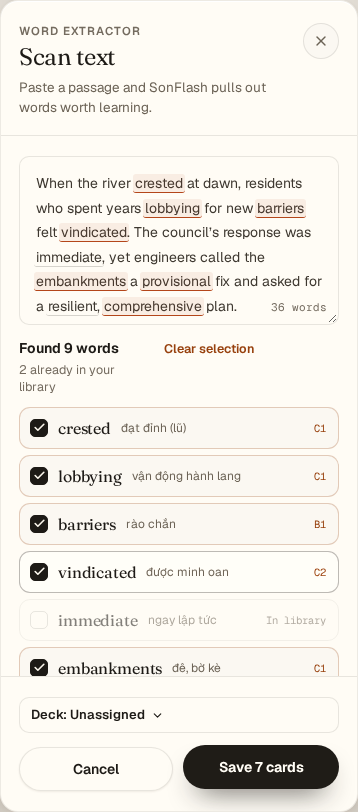 WORD EXTRACTOR
Scan text
Paste a passage and SonFlash pulls out
words worth learning.
When the river crested at dawn, residents
who spent years lobbying for new barriers
felt vindicated. The council's response was
immediate, yet engineers called the
embankments a provisional fix and asked for
a resilient, comprehensive plan.
36 words
Found 9 words
Clear selection
2 already in your
library
crested đạt đỉnh (lũ) C1
lobbying vận động hành lang C1
barriers rào chắn B1
vindicated được minh oan C2
immediate ngay lập tức In library
embankments đê, bờ kè C1
Deck: Unassigned
Cancel
Save 7 cards